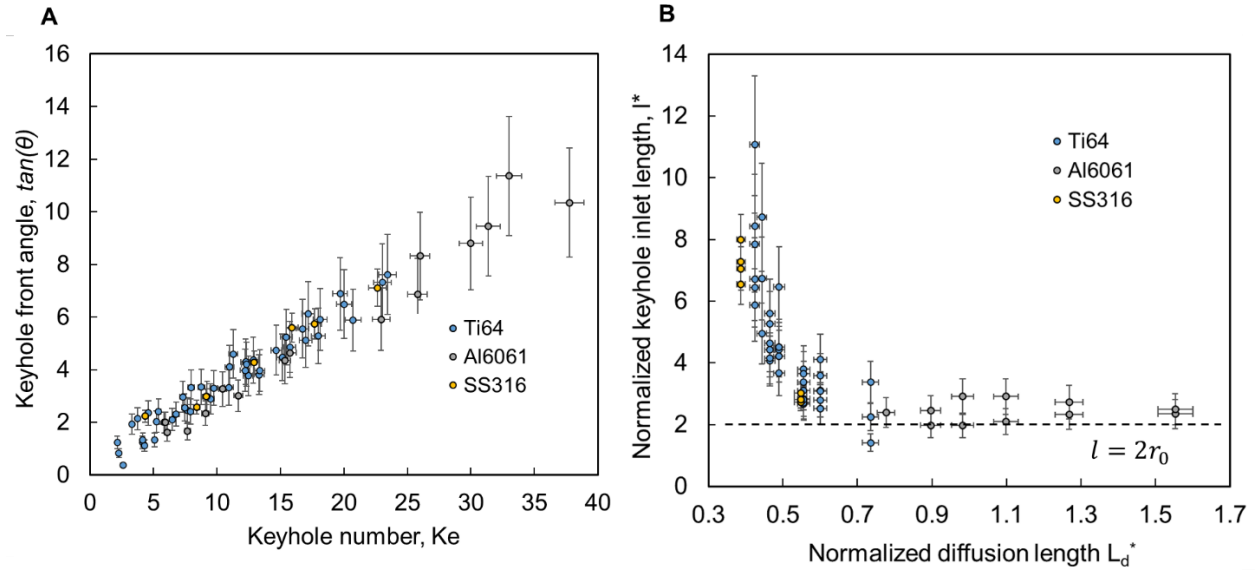 A
B
16
14
12
10
8
6
4
2
0
0 5 10 15 20 25 30 35 40
Keyhole front angle, tan(θ)
Keyhole number, Ke
Ti64
Al6061
SS316
14
12
10
8
6
4
2
0
0.3 0.5 0.7 0.9 1.1 1.3 1.5 1.7
Normalized keyhole inlet length, l*
Normalized diffusion length L_d*
Ti64
Al6061
SS316
l = 2r₀